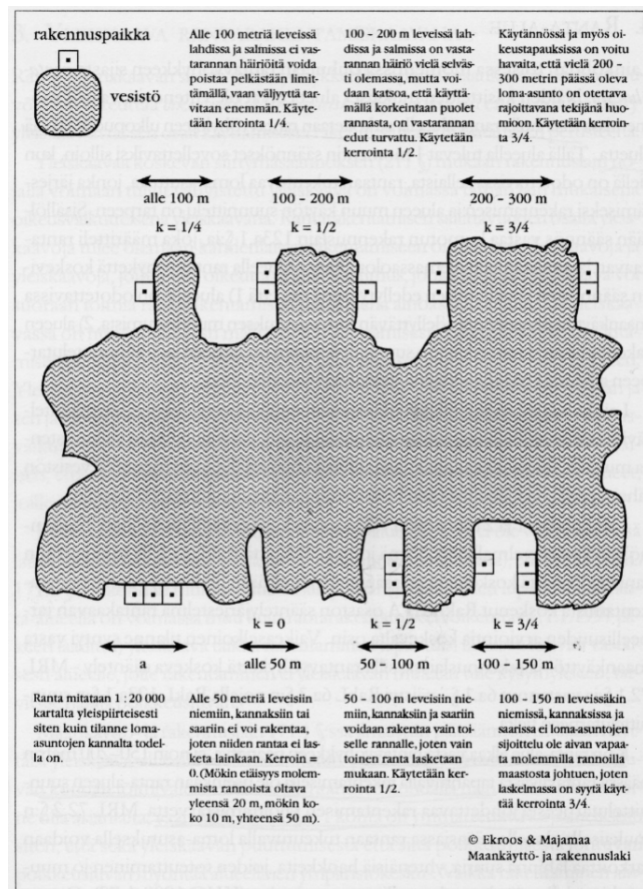 rakennuspaikka
vesistö
Alle 100 metriä leveissä
lahdissa ja salmissa ei vas-
tarannan häiriöitä voida
poistaa pelkästään limit-
tämällä, vaan väljyyttä tar-
vitaan enemmän. Käyte-
tään kerrointa 1/4.
100 - 200 m leveissä lah-
dissa ja salmissa on vasta-
rannan häiriö vielä selväs-
ti olemassa, mutta voi-
daan katsoa, että käyttä-
mällä korkeintaan puolet
rannasta, on vastarannan
edut turvattu. Käytetään
kerrointa 1/2.
Käytännössä ja myös oi-
keustapauksissa on voitu
havaita, että vielä 200 -
300 metrin päässä oleva
loma-asunto on otettava
rajoittavana tekijänä huo-
mioon. Käytetään kerroin-
ta 3/4.
alle 100 m
100 - 200 m
200 - 300 m
k = 1/4
k = 1/2
k = 3/4
k = 0
k = 1/2
k = 3/4
a
alle 50 m
50 - 100 m
100 - 150 m
Ranta mitataan 1:20 000
kartalta yleispiirteisesti
siten kuin tilanne loma-
asuntojen kannalta todel-
la on.
Alle 50 metriä leveisiin
niemiin, kannaksiin tai
saariin ei voi rakentaa,
joten niiden rantaa ei las-
keta lainkaan. Kerroin =
0. (Mökin etäisyys molem-
mista rannoista oltava
yleensä 20 m, mökin ko-
ko 10 m, yhteensä 50 m).
50 - 100 m leveisiin nie-
miin, kannaksiin ja saariin
voidaan rakentaa vain toi-
selle rannalle, joten vain
toinen ranta lasketaan
mukaan. Käytetään ker-
rointa 1/2.
100 - 150 m leveissäkin
niemissä, kannaksissa ja
saarissa ei loma-asuntojen
sijoittelu ole aivan vapaa-
ta molemmilla rannoilla
maastosta johtuen, joten
laskelmassa on syytä käyt-
tää kerrointa 3/4.
© Ekroos & Majamaa
Maankäyttö- ja rakennuslaki